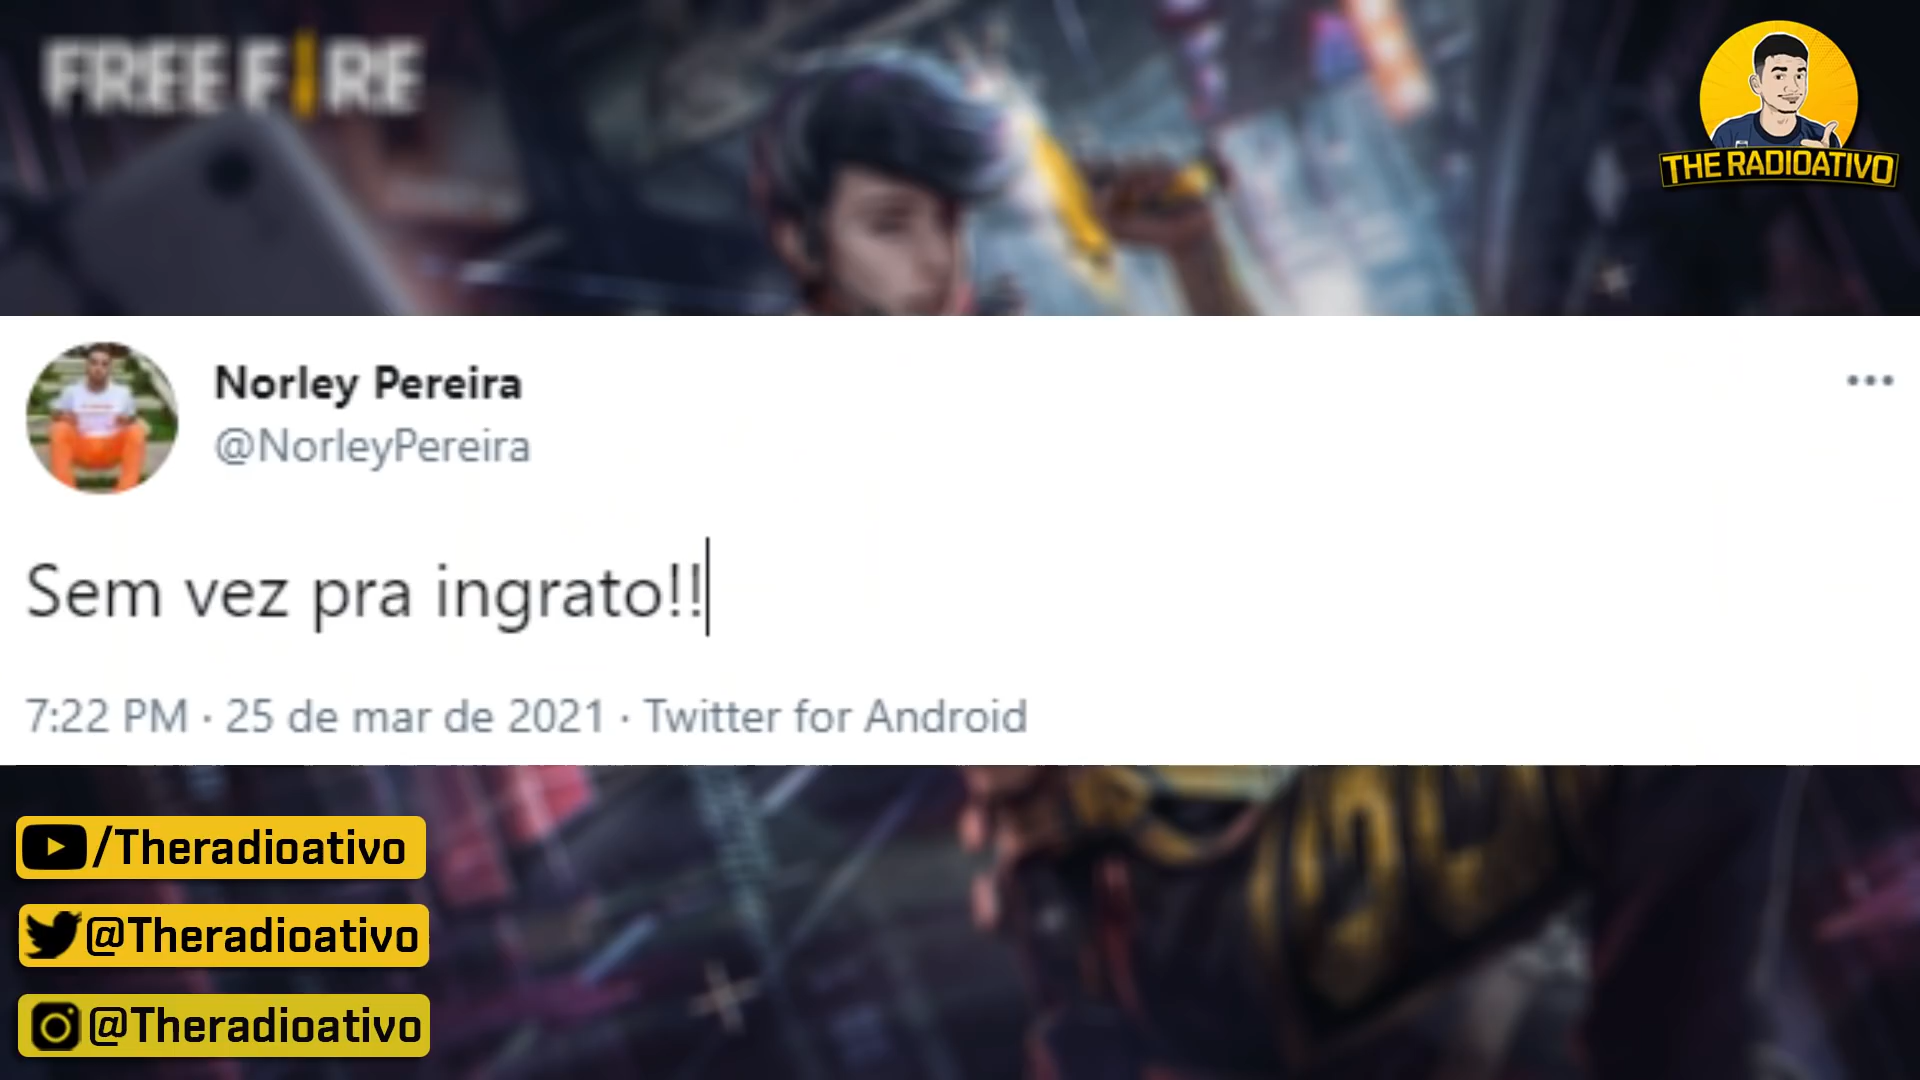 FREE FIRE
THE RADIOATIVO
Norley Pereira
@NorleyPereira
Sem vez pra ingrato!!
7:22 PM · 25 de mar de 2021 · Twitter for Android
/Theradioativo
@Theradioativo
@Theradioativo